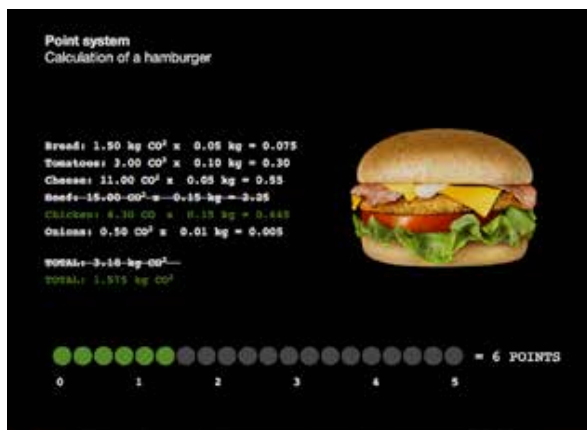 Point system
Calculation of a hamburger
Bread: 1.50 kg CO² x 0.05 kg = 0.075
Tomatoes: 3.00 CO² x 0.10 kg = 0.30
Cheese: 11.00 CO² x 0.05 kg = 0.55
Beef: 15.00 CO² x 0.15 kg = 2.25
Chicken: 4.30 CO x 0.15 kg = 0.645
Onions: 0.50 CO² x 0.01 kg = 0.005
TOTAL: 3.18 kg CO²
TOTAL: 1.575 kg CO²
= 6 POINTS
0 1 2 3 4 5